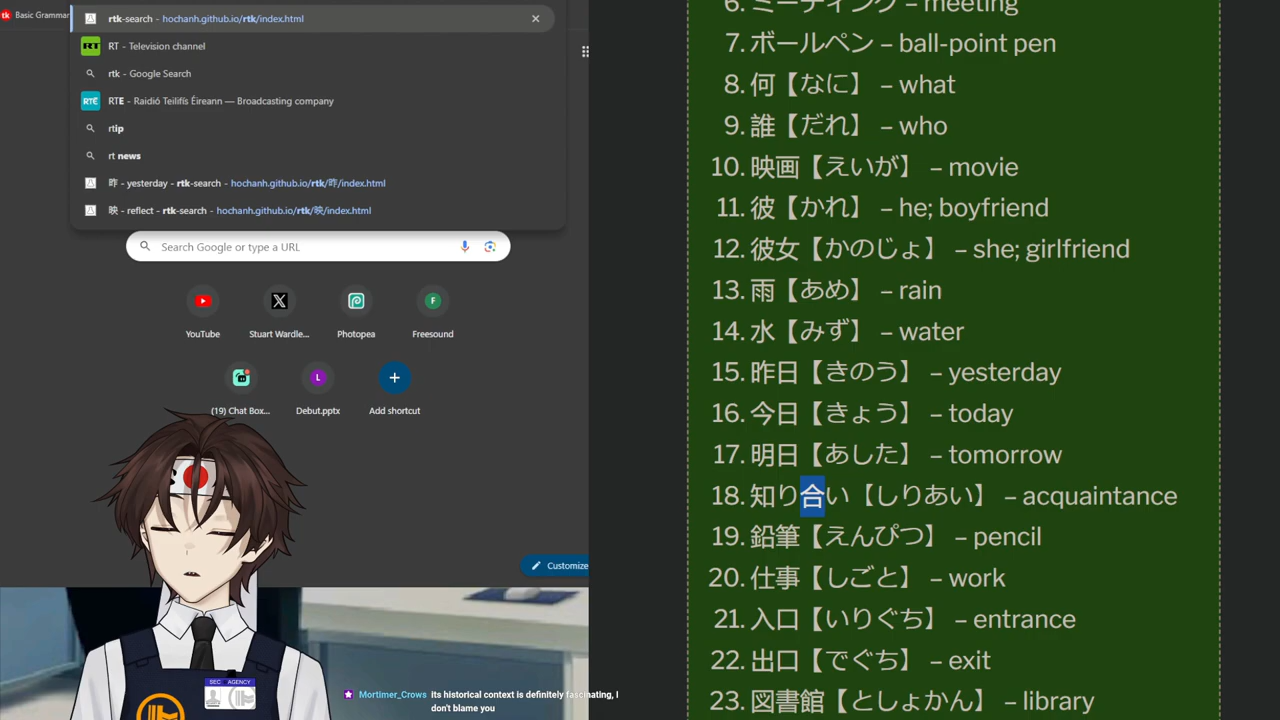 Basic Grammar
rtk-search - hochanh.github.io/rtk/index.html
RT - Television channel
rtk - Google Search
RTE - Raidió Teilifís Éireann — Broadcasting company
rtip
rt news
昨 - yesterday - rtk-search - hochanh.github.io/rtk/昨/index.html
映 - reflect - rtk-search - hochanh.github.io/rtk/映/index.html
Search Google or type a URL
YouTube
Stuart Wardle...
Photopea
Freesound
(19) Chat Box...
Debut.pptx
Add shortcut
Customize
SEC AGENCY
Mortimer_Crows its historical context is definitely fascinating, I
don't blame you
6. ミーティング – meeting
7. ボールペン – ball-point pen
8. 何【なに】 – what
9. 誰【だれ】 – who
10. 映画【えいが】 – movie
11. 彼【かれ】 – he; boyfriend
12. 彼女【かのじょ】 – she; girlfriend
13. 雨【あめ】 – rain
14. 水【みず】 – water
15. 昨日【きのう】 – yesterday
16. 今日【きょう】 – today
17. 明日【あした】 – tomorrow
18. 知り合い【しりあい】 – acquaintance
19. 鉛筆【えんぴつ】 – pencil
20. 仕事【しごと】 – work
21. 入口【いりぐち】 – entrance
22. 出口【でぐち】 – exit
23. 図書館【としょかん】 – library